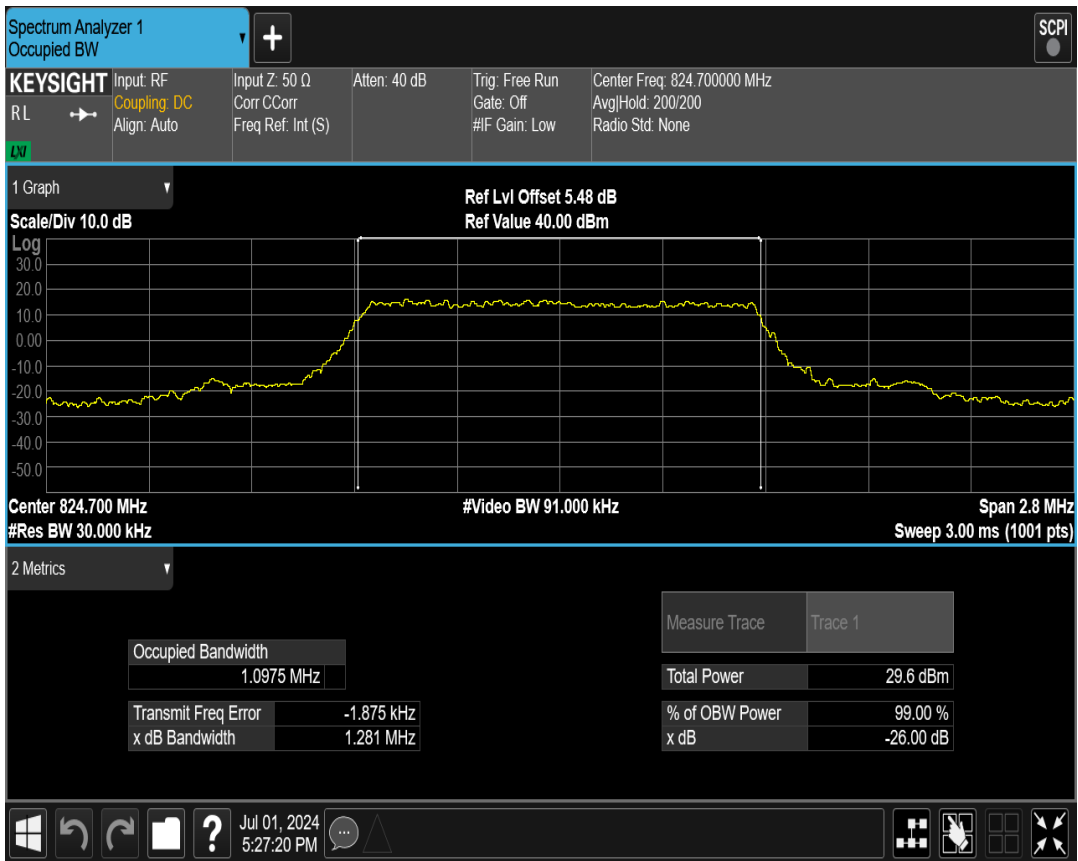 Spectrum Analyzer 1
Occupied BW
+
SCPI
KEYSIGHT
RL
LXI
Input: RF
Coupling: DC
Align: Auto
Input Z: 50 Ω
Corr CCorr
Freq Ref: Int (S)
Atten: 40 dB
Trig: Free Run
Gate: Off
#IF Gain: Low
Center Freq: 824.700000 MHz
Avg|Hold: 200/200
Radio Std: None
1 Graph
Scale/Div 10.0 dB
Ref Lvl Offset 5.48 dB
Ref Value 40.00 dBm
Log
30.0
20.0
10.0
0.00
-10.0
-20.0
-30.0
-40.0
-50.0
Center 824.700 MHz
#Video BW 91.000 kHz
Span 2.8 MHz
#Res BW 30.000 kHz
Sweep 3.00 ms (1001 pts)
2 Metrics
Measure Trace Trace 1
Occupied Bandwidth
1.0975 MHz
Total Power 29.6 dBm
Transmit Freq Error -1.875 kHz
% of OBW Power 99.00 %
x dB Bandwidth 1.281 MHz
x dB -26.00 dB
?
Jul 01, 2024
5:27:20 PM